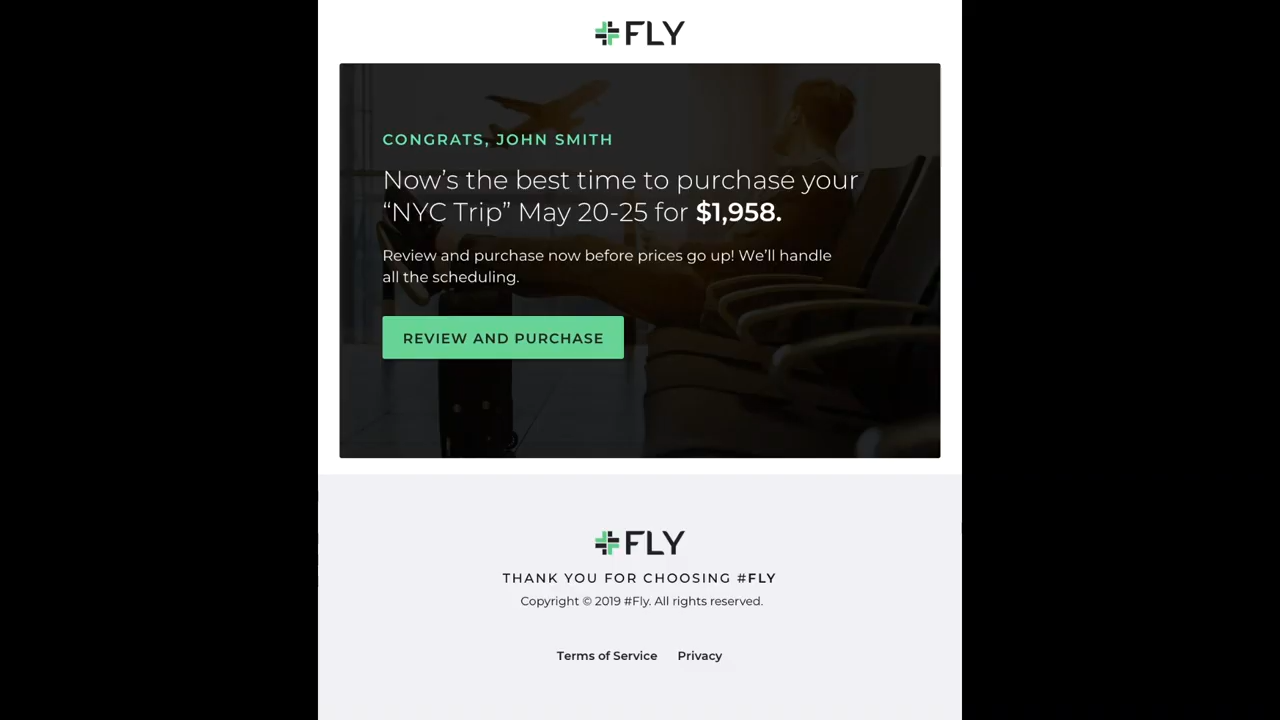 #FLY
CONGRATS, JOHN SMITH
Now’s the best time to purchase your
“NYC Trip” May 20-25 for $1,958.
Review and purchase now before prices go up! We’ll handle
all the scheduling.
REVIEW AND PURCHASE
#FLY
THANK YOU FOR CHOOSING #FLY
Copyright © 2019 #Fly. All rights reserved.
Terms of Service Privacy